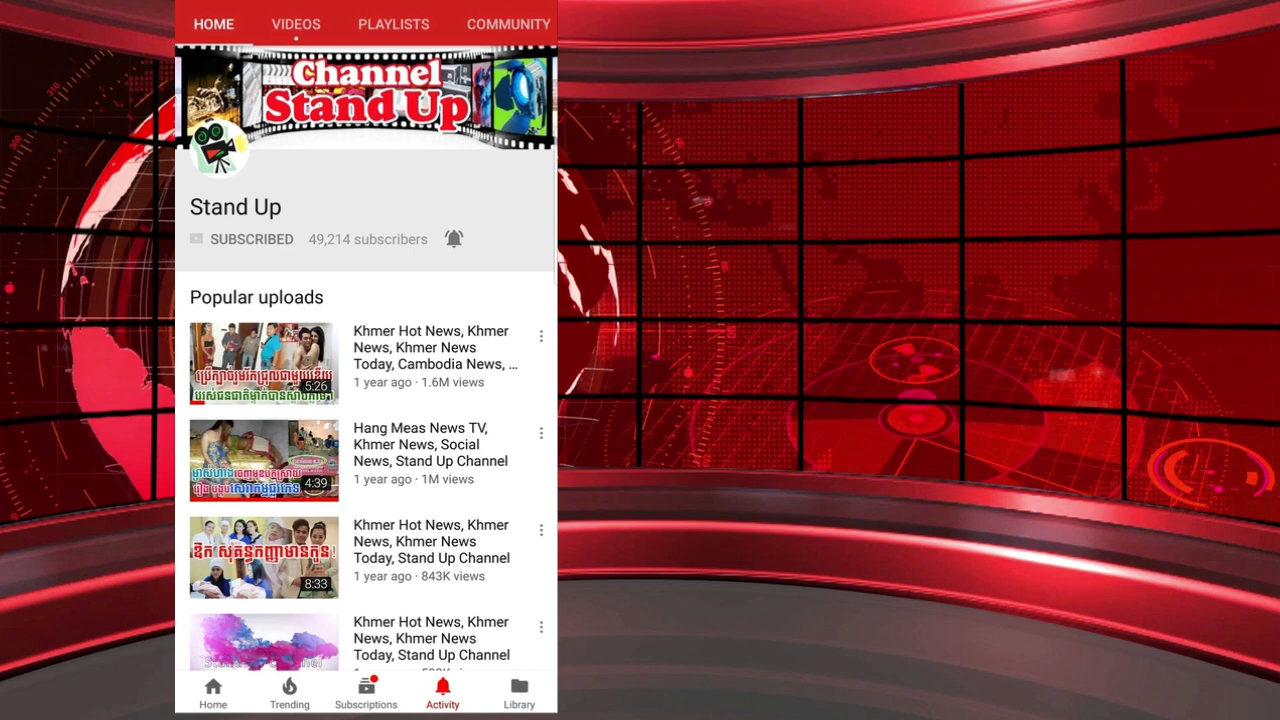 HOME
VIDEOS
PLAYLISTS
COMMUNITY
Channel
Stand Up
Stand Up
SUBSCRIBED
49,214 subscribers
Popular uploads
5:26
Khmer Hot News, Khmer
News, Khmer News
Today, Cambodia News, ...
1 year ago · 1.6M views
4:39
Hang Meas News TV,
Khmer News, Social
News, Stand Up Channel
1 year ago · 1M views
8:33
Khmer Hot News, Khmer
News, Khmer News
Today, Stand Up Channel
1 year ago · 843K views
Khmer Hot News, Khmer
News, Khmer News
Today, Stand Up Channel
Home
Trending
Subscriptions
Activity
Library